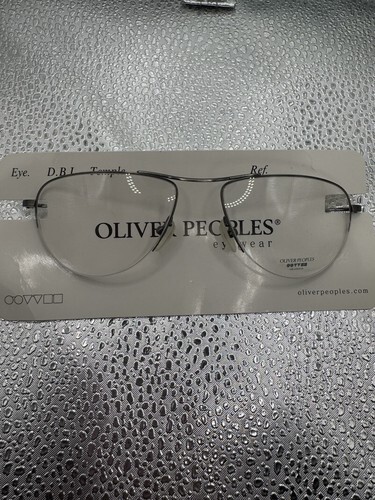 Eye. D.B.L. Temple Ref.
OLIVER PEOPLES®
eyewear
OLIVER PEOPLES
oliverpeoples.com